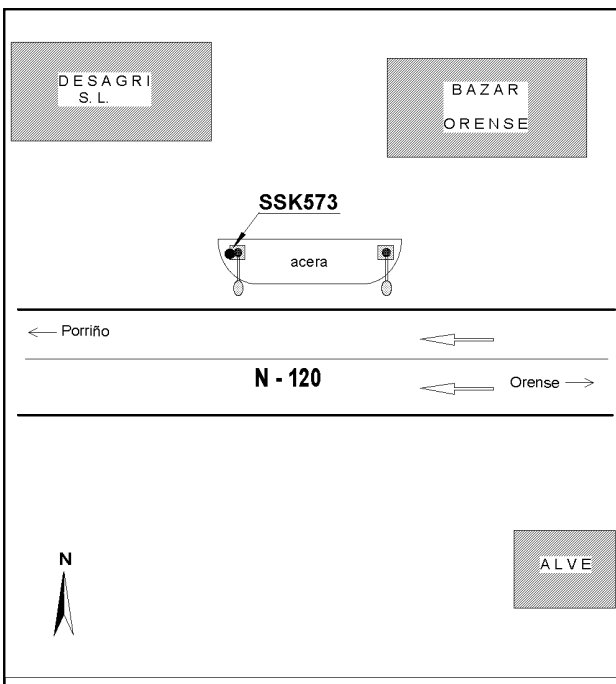 DESAGRI
S. L.
BAZAR
ORENSE
SSK573
acera
← Porriño
N - 120
Orense →
N
ALVE